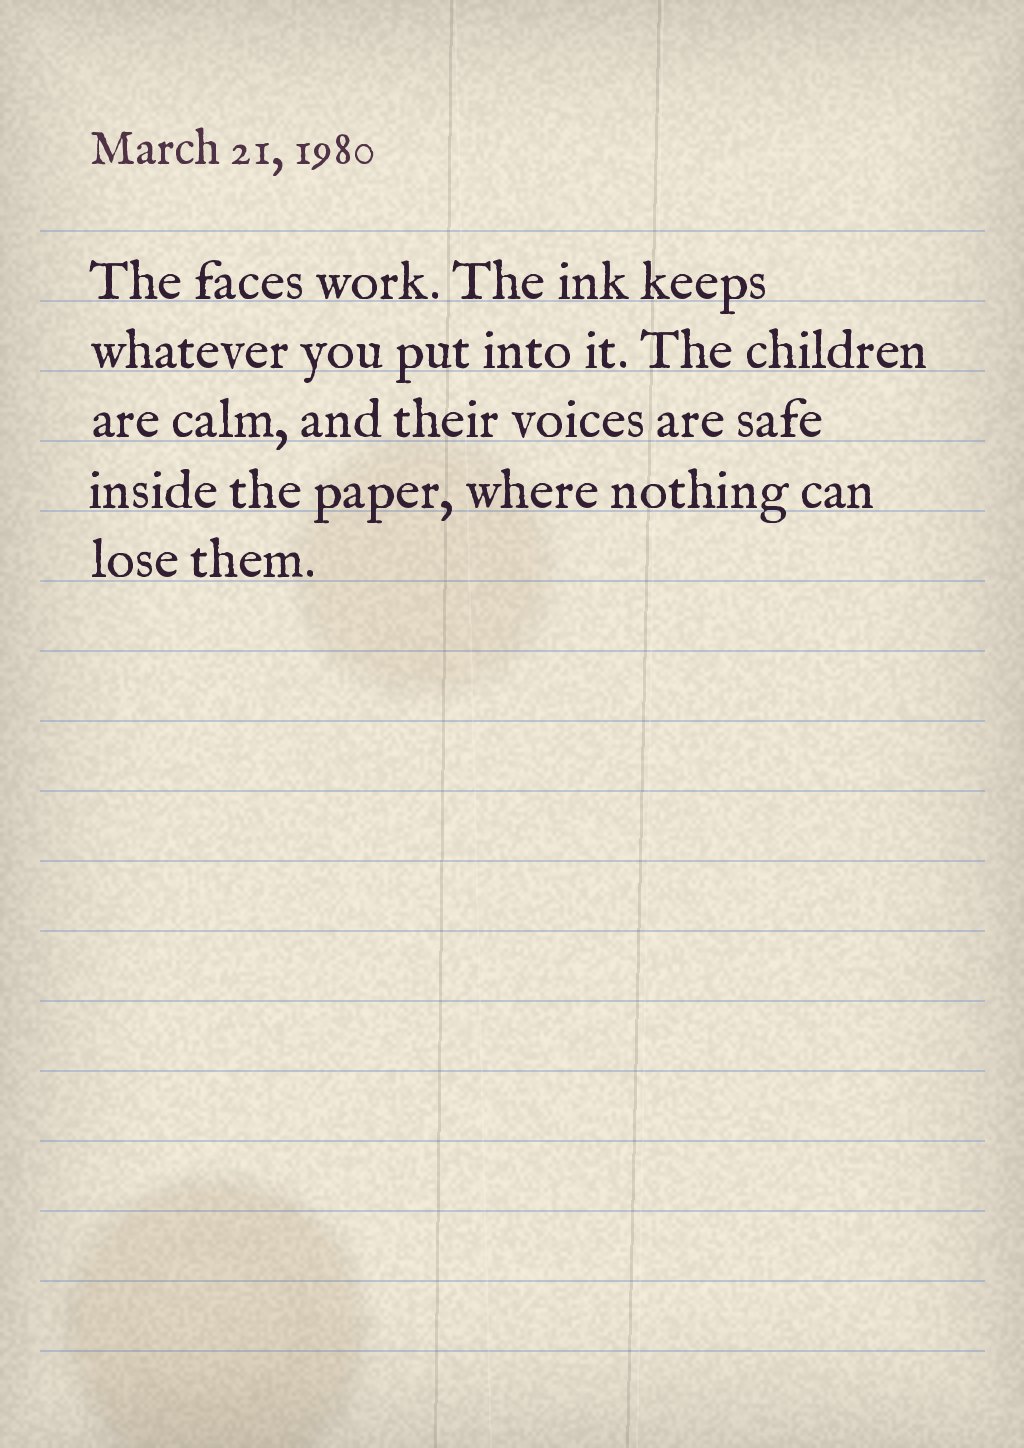 March 21, 1980
The faces work. The ink keeps
whatever you put into it. The children
are calm, and their voices are safe
inside the paper, where nothing can
lose them.